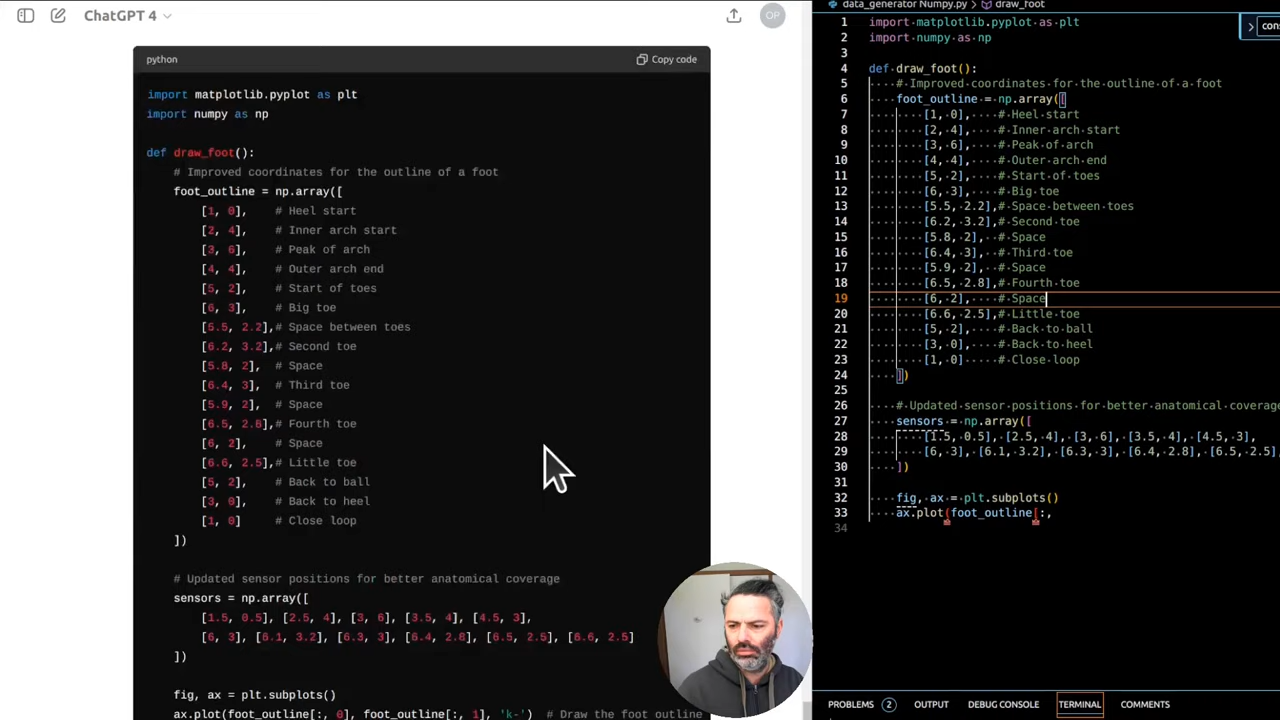 ChatGPT 4
OP
python
Copy code
import matplotlib.pyplot as plt
import numpy as np
def draw_foot():
# Improved coordinates for the outline of a foot
foot_outline = np.array([
[1, 0],    # Heel start
[2, 4],    # Inner arch start
[3, 6],    # Peak of arch
[4, 4],    # Outer arch end
[5, 2],    # Start of toes
[6, 3],    # Big toe
[6.5, 2.2],# Space between toes
[6.2, 3.2],# Second toe
[5.8, 2],  # Space
[6.4, 3],  # Third toe
[5.9, 2],  # Space
[6.5, 2.8],# Fourth toe
[6, 2],    # Space
[6.6, 2.5],# Little toe
[5, 2],    # Back to ball
[3, 0],    # Back to heel
[1, 0]     # Close loop
])
# Updated sensor positions for better anatomical coverage
sensors = np.array([
[1.5, 0.5], [2.5, 4], [3, 6], [3.5, 4], [4.5, 3],
[6, 3], [6.1, 3.2], [6.3, 3], [6.4, 2.8], [6.5, 2.5], [6.6, 2.5]
])
fig, ax = plt.subplots()
ax.plot(foot_outline[:, 0], foot_outline[:, 1], 'k-')  # Draw the foot outline
data_generator Numpy.py > draw_foot
> cons
1 import matplotlib.pyplot as plt
2 import numpy as np
3
4 def draw_foot():
5 # Improved coordinates for the outline of a foot
6 foot_outline = np.array([
7 [1, 0],    # Heel start
8 [2, 4],    # Inner arch start
9 [3, 6],    # Peak of arch
10 [4, 4],    # Outer arch end
11 [5, 2],    # Start of toes
12 [6, 3],    # Big toe
13 [5.5, 2.2],# Space between toes
14 [6.2, 3.2],# Second toe
15 [5.8, 2],  # Space
16 [6.4, 3],  # Third toe
17 [5.9, 2],  # Space
18 [6.5, 2.8],# Fourth toe
19 [6, 2],    # Space
20 [6.6, 2.5],# Little toe
21 [5, 2],    # Back to ball
22 [3, 0],    # Back to heel
23 [1, 0]     # Close loop
24 ])
25
26 # Updated sensor positions for better anatomical coverage
27 sensors = np.array([
28 [1.5, 0.5], [2.5, 4], [3, 6], [3.5, 4], [4.5, 3],
29 [6, 3], [6.1, 3.2], [6.3, 3], [6.4, 2.8], [6.5, 2.5],
30 ])
31
32 fig, ax = plt.subplots()
33 ax.plot(foot_outline[:,
34
PROBLEMS 2 OUTPUT DEBUG CONSOLE TERMINAL COMMENTS